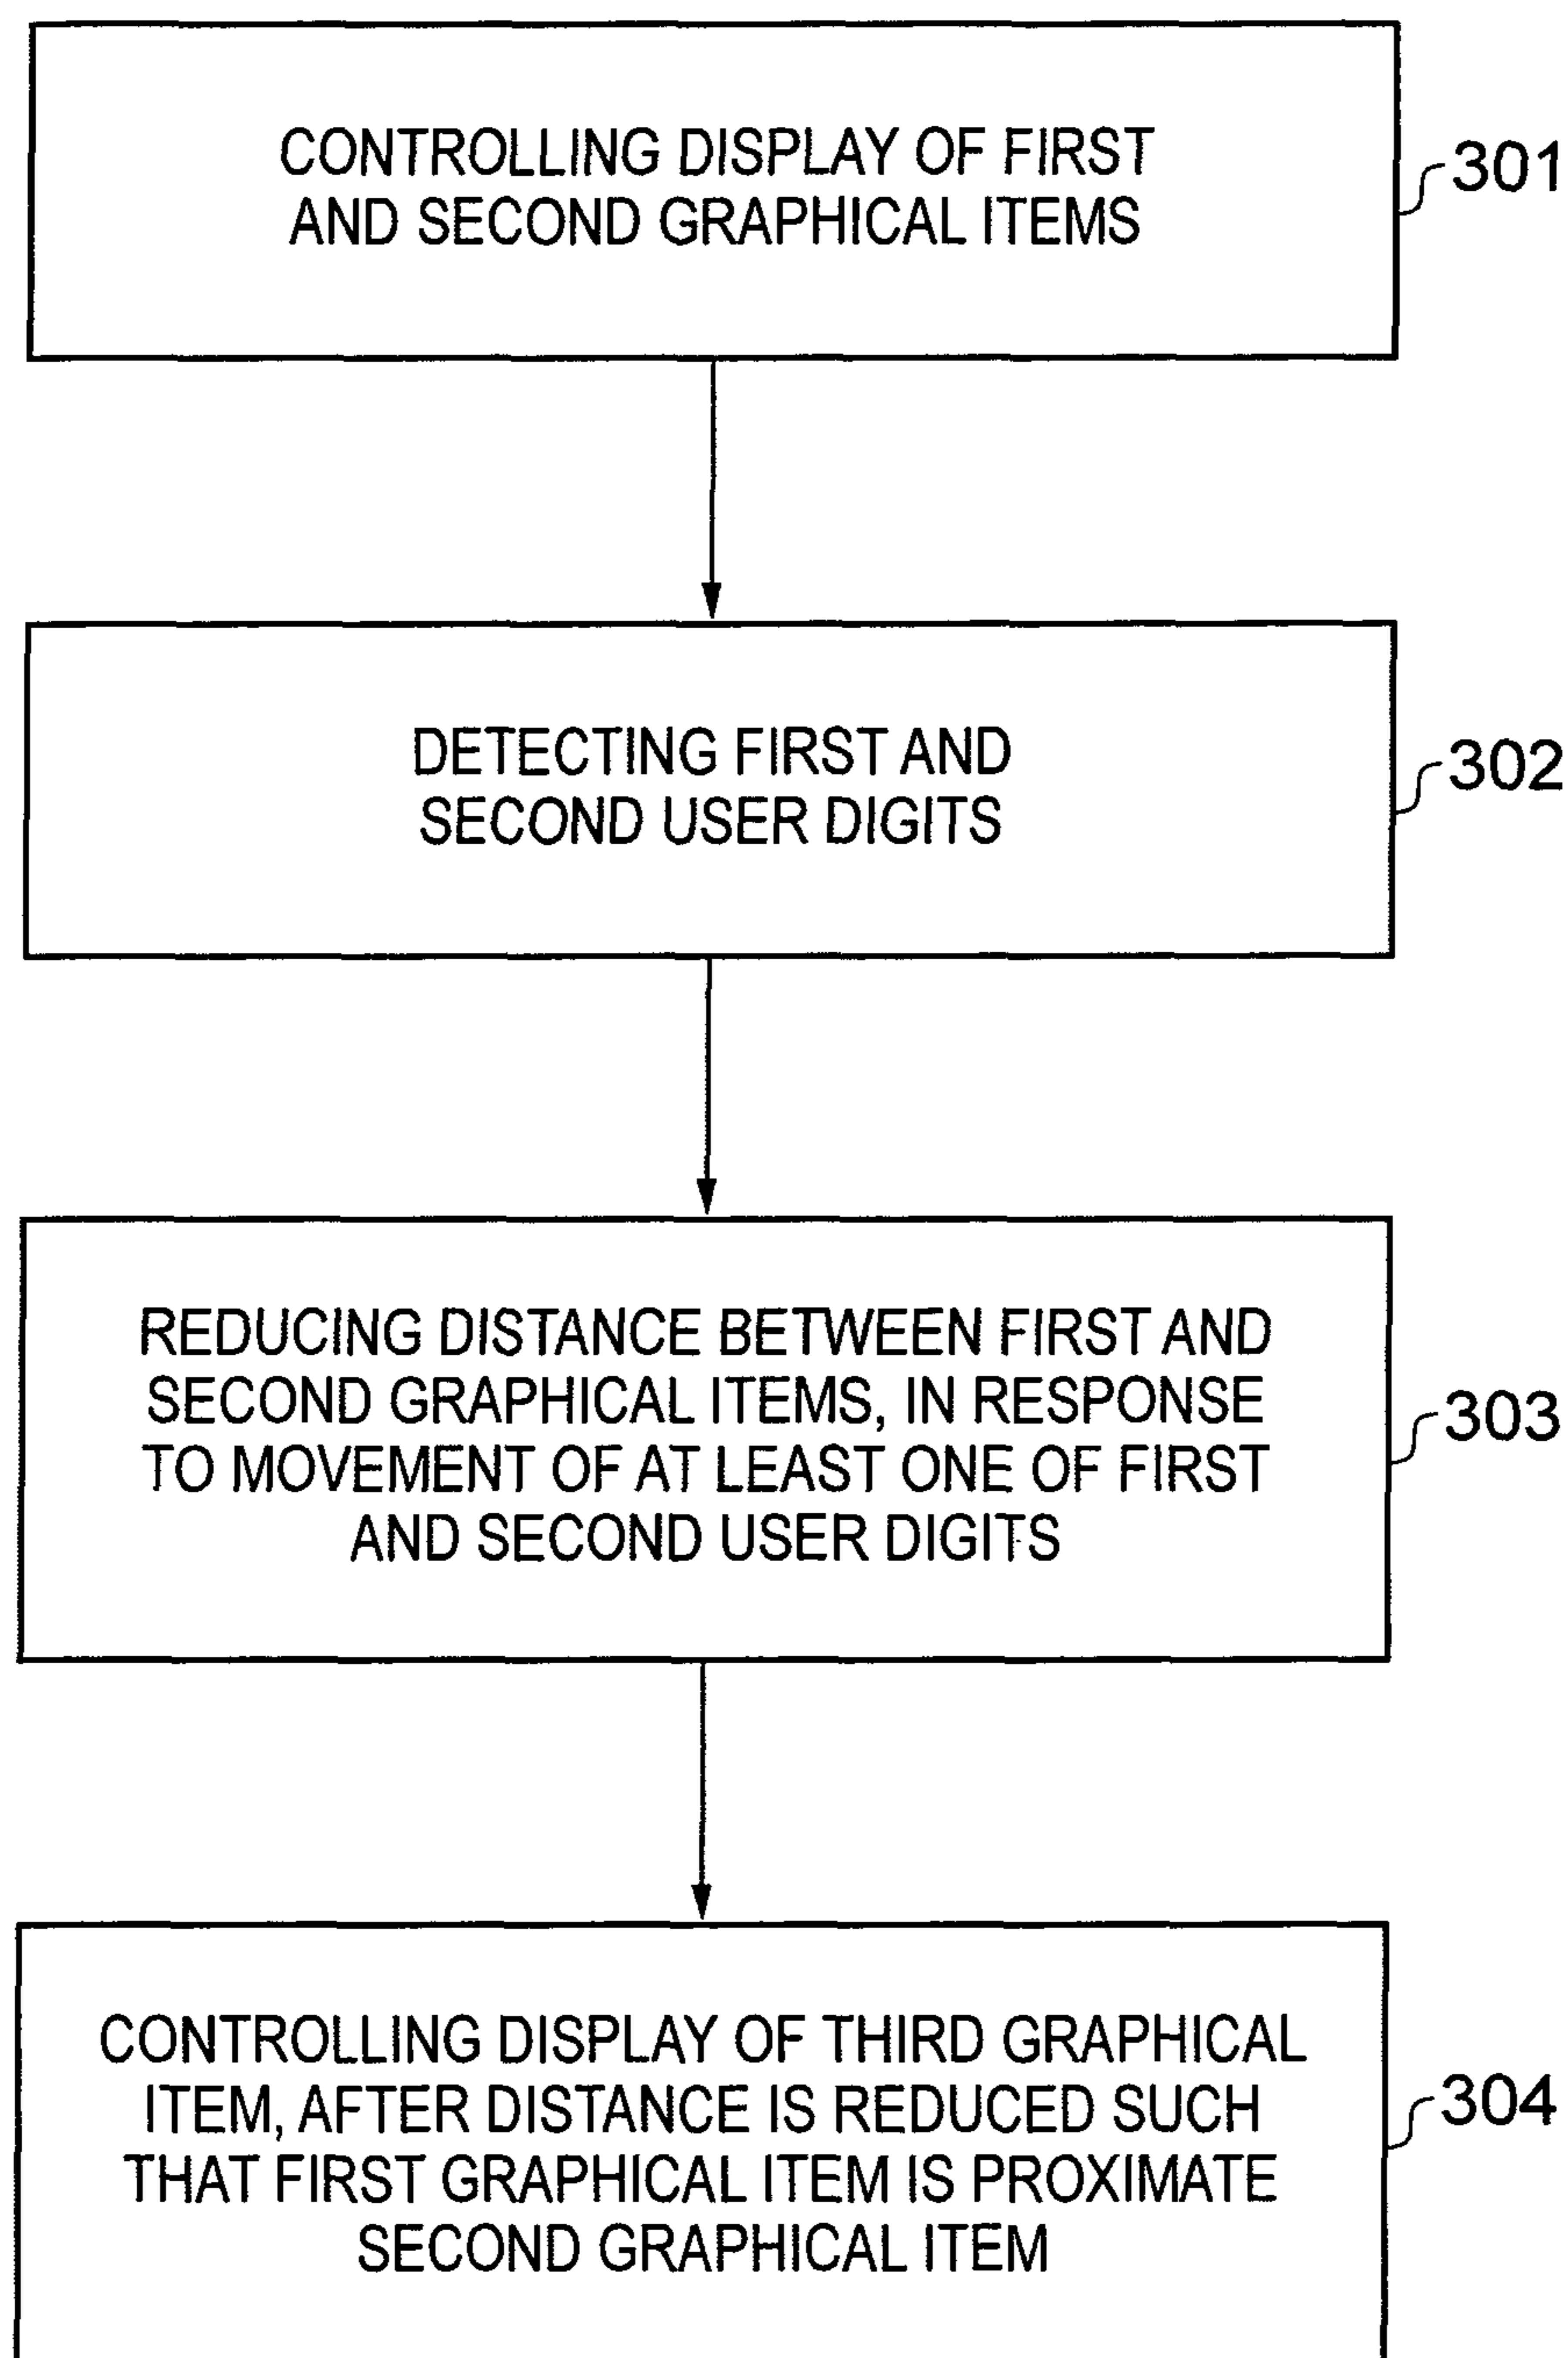 CONTROLLING DISPLAY OF FIRST
AND SECOND GRAPHICAL ITEMS
301
DETECTING FIRST AND
SECOND USER DIGITS
302
REDUCING DISTANCE BETWEEN FIRST AND
SECOND GRAPHICAL ITEMS, IN RESPONSE
TO MOVEMENT OF AT LEAST ONE OF FIRST
AND SECOND USER DIGITS
303
CONTROLLING DISPLAY OF THIRD GRAPHICAL
ITEM, AFTER DISTANCE IS REDUCED SUCH
THAT FIRST GRAPHICAL ITEM IS PROXIMATE
SECOND GRAPHICAL ITEM
304